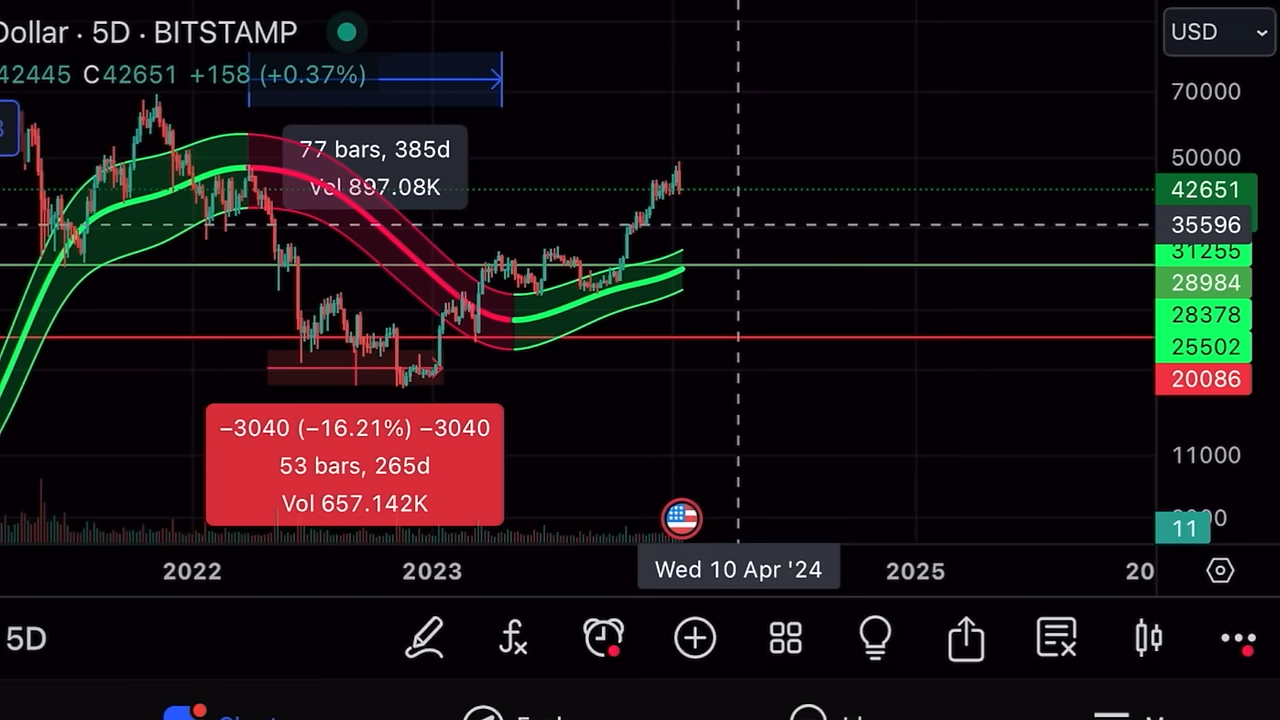 Dollar · 5D · BITSTAMP
USD
42445 C42651 +158 (+0.37%)
70000
77 bars, 385d
Vol 897.08K
50000
42651
35596
31255
28984
28378
25502
20086
−3040 (−16.21%) −3040
53 bars, 265d
Vol 657.142K
11000
11
2022
2023
Wed 10 Apr '24
2025
20
5D